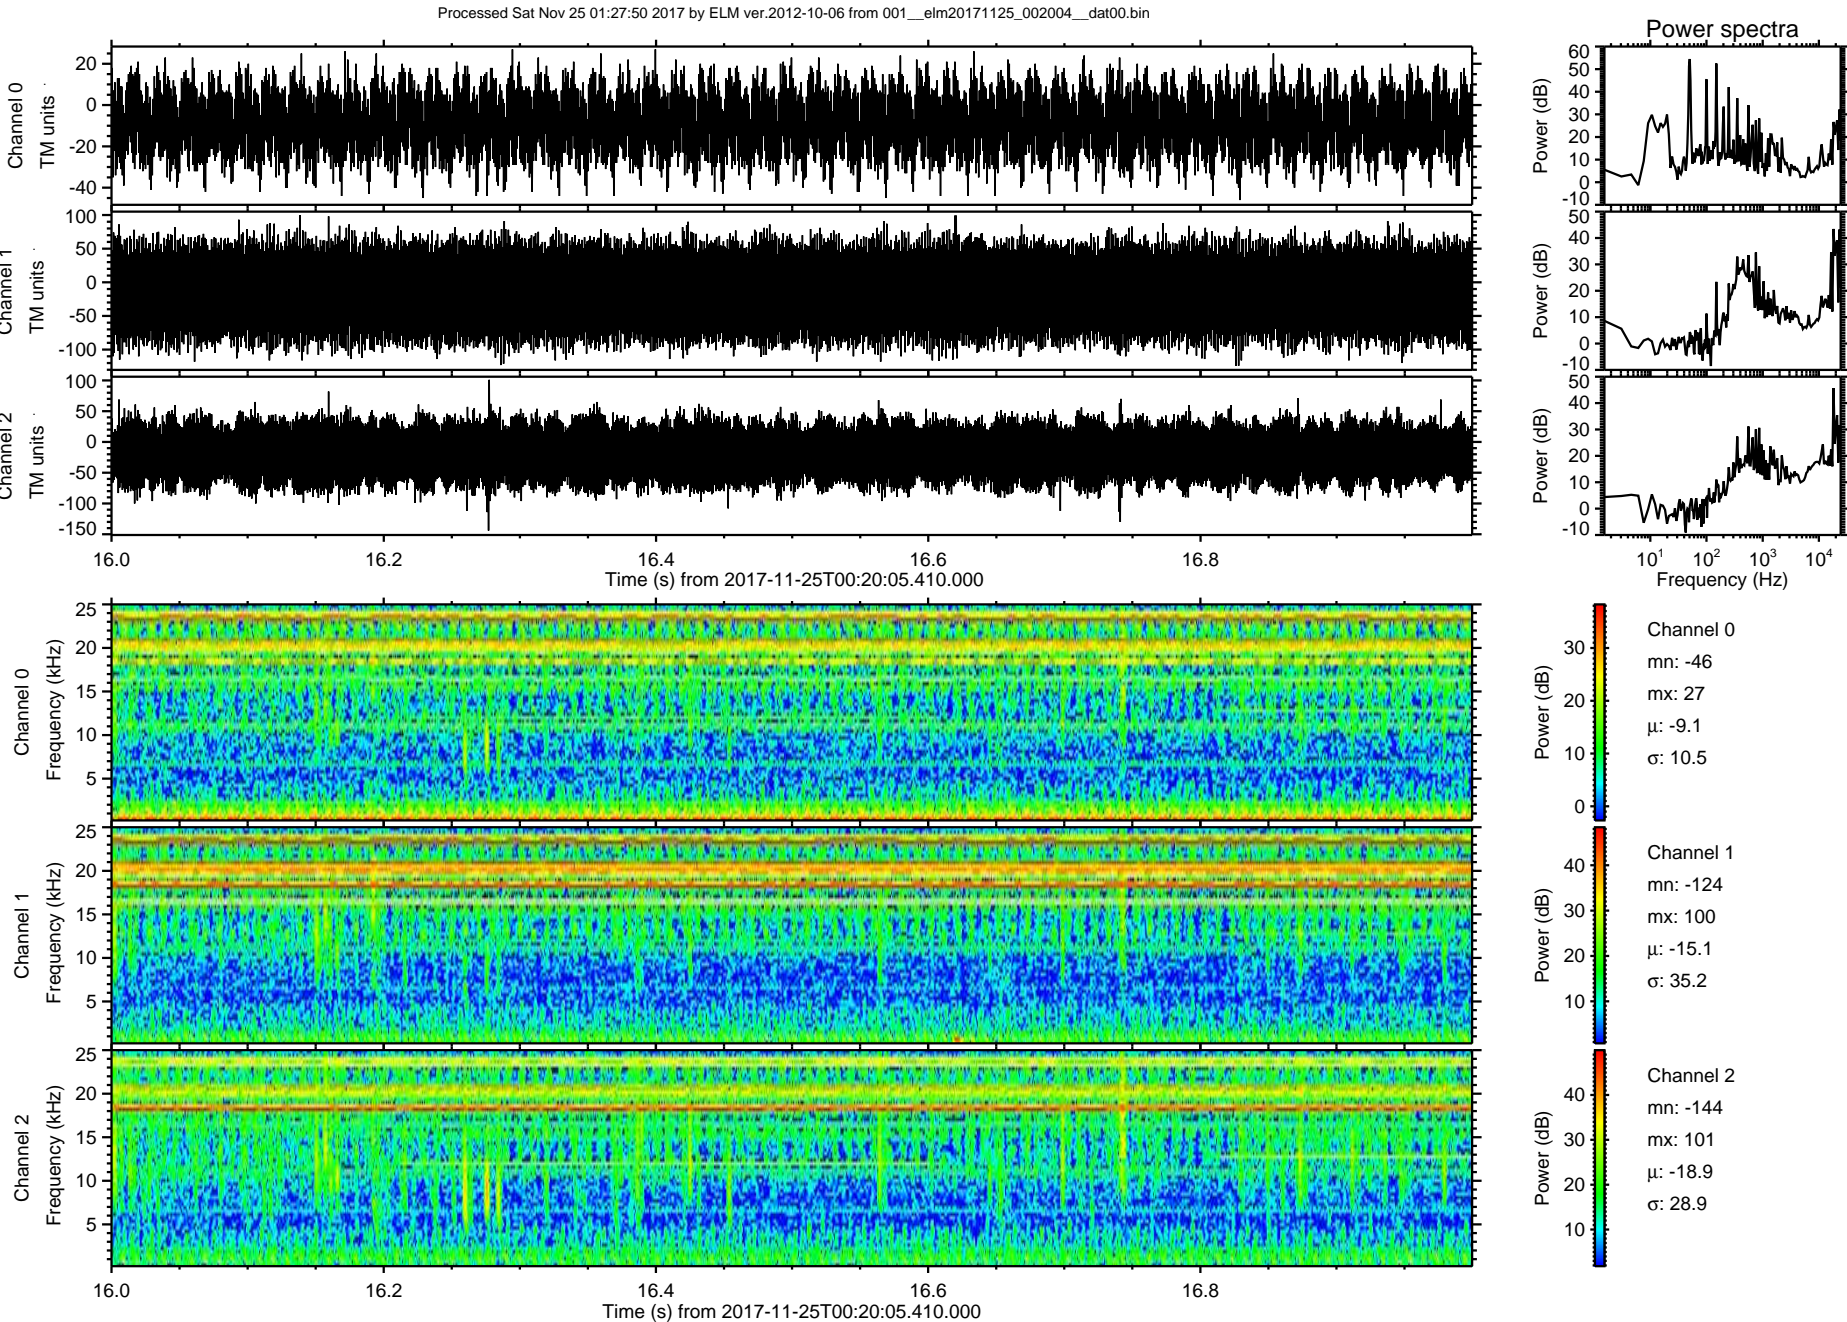 Processed Sat Nov 25 01:27:50 2017 by ELM ver.2012-10-06 from 001__elm20171125_002004__dat00.bin
Power spectra
Channel 0
TM units
20
0
-20
-40
Power (dB)
60
50
40
30
20
10
0
-10
Channel 1
TM units
100
50
0
-50
-100
Power (dB)
50
40
30
20
10
0
-10
Channel 2
TM units
100
50
0
-50
-100
-150
Power (dB)
50
40
30
20
10
0
-10
16.0 16.2 16.4 16.6 16.8
Time (s) from 2017-11-25T00:20:05.410.000
10¹ 10² 10³ 10⁴
Frequency (Hz)
Channel 0
Frequency (kHz)
25
20
15
10
5
Power (dB)
30
20
10
0
Channel 0
mn: -46
mx: 27
μ: -9.1
σ: 10.5
Channel 1
Frequency (kHz)
25
20
15
10
5
Power (dB)
40
30
20
10
Channel 1
mn: -124
mx: 100
μ: -15.1
σ: 35.2
Channel 2
Frequency (kHz)
25
20
15
10
5
Power (dB)
40
30
20
10
Channel 2
mn: -144
mx: 101
μ: -18.9
σ: 28.9
16.0 16.2 16.4 16.6 16.8
Time (s) from 2017-11-25T00:20:05.410.000